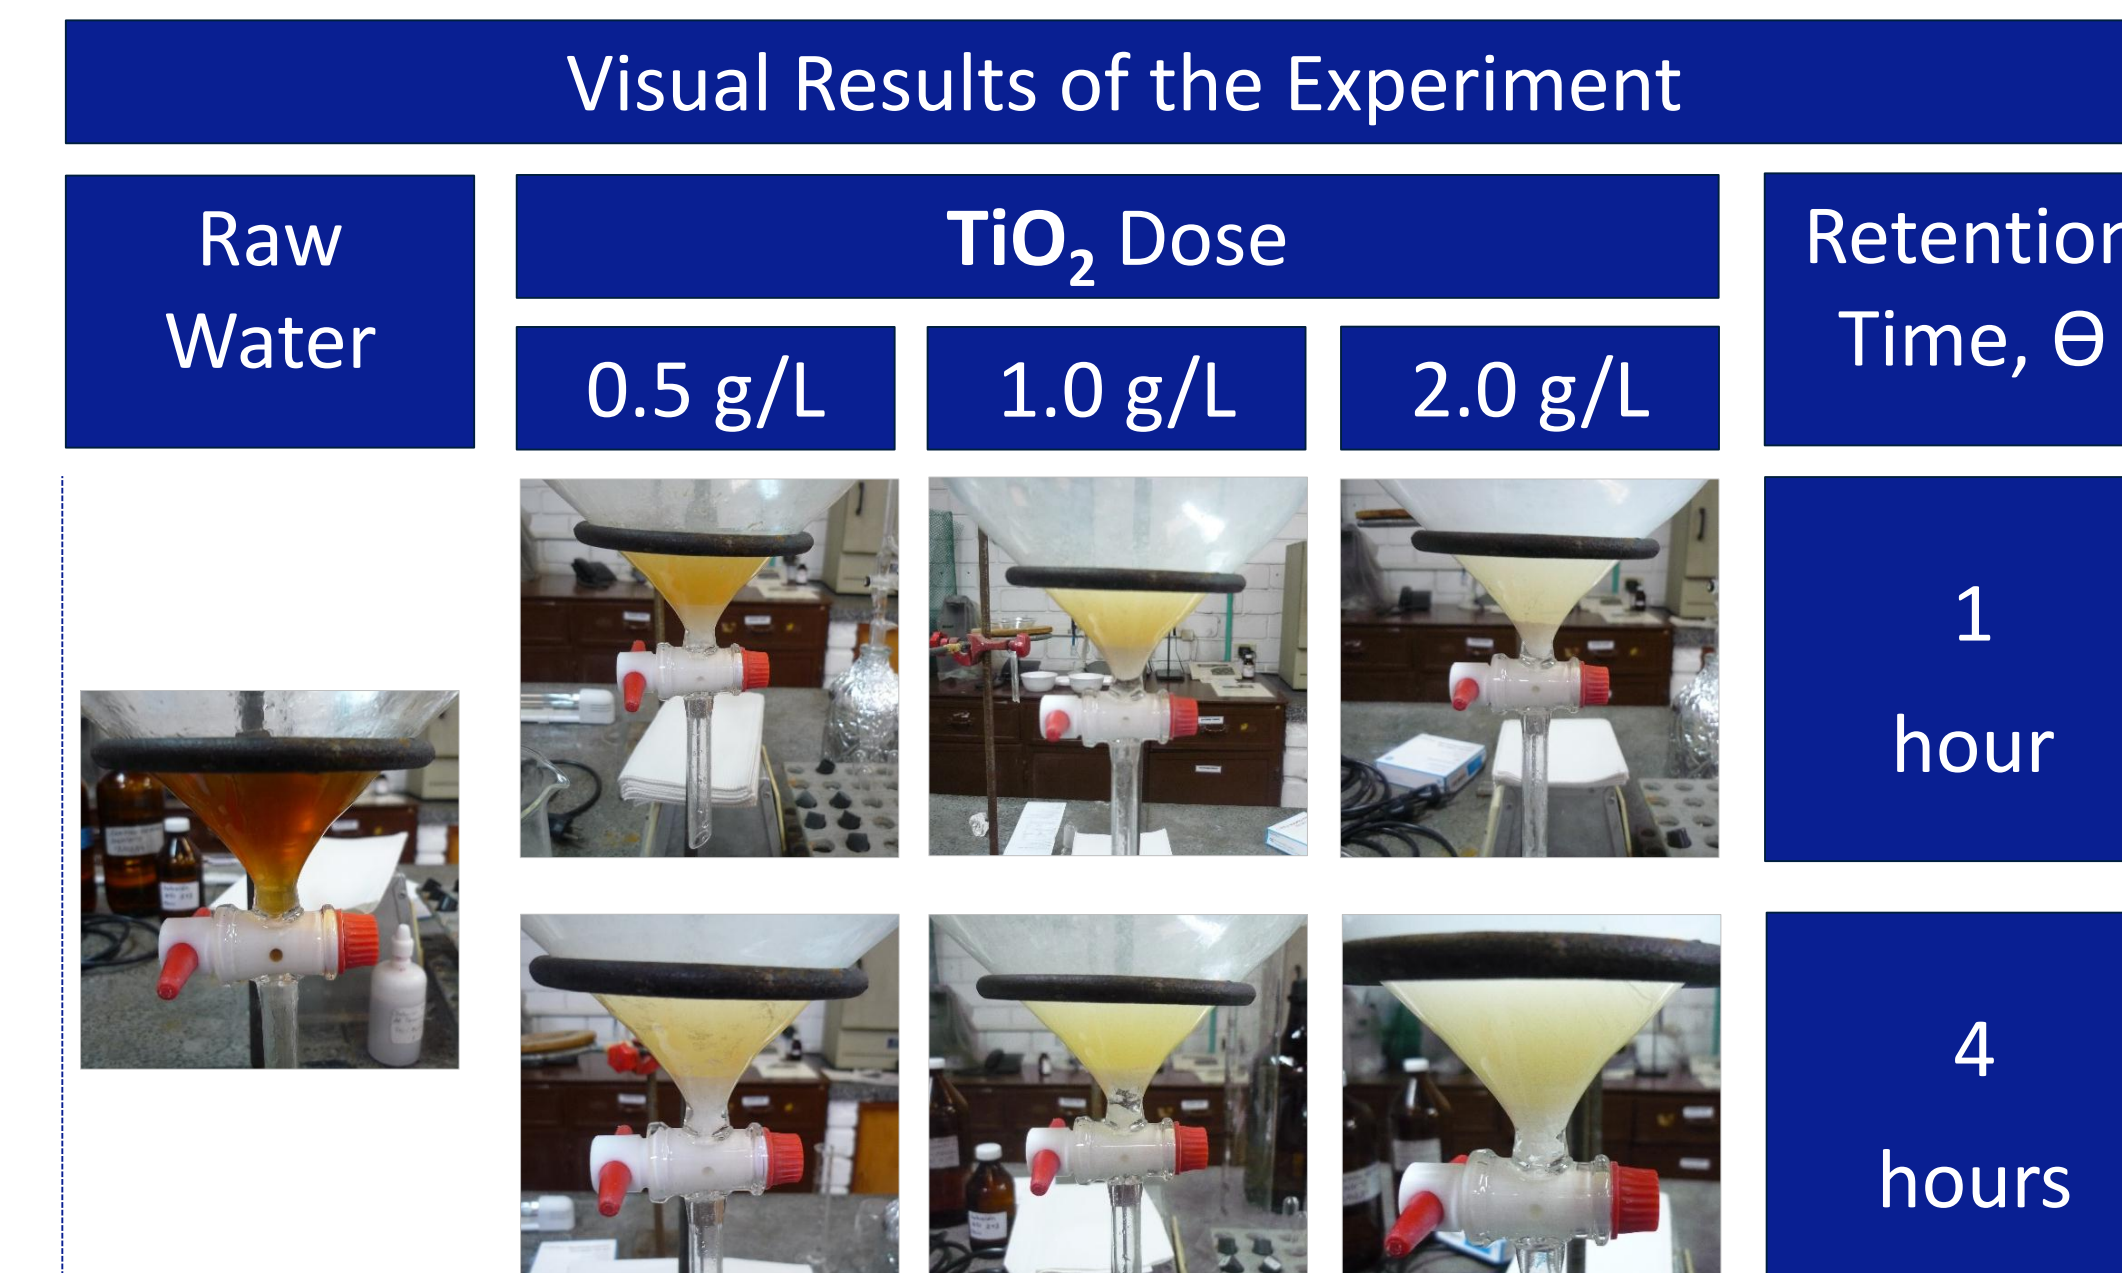 Visual Results of the Experiment
Raw
Water
TiO₂ Dose
Retention
Time, Θ
0.5 g/L
1.0 g/L
2.0 g/L
1
hour
4
hours